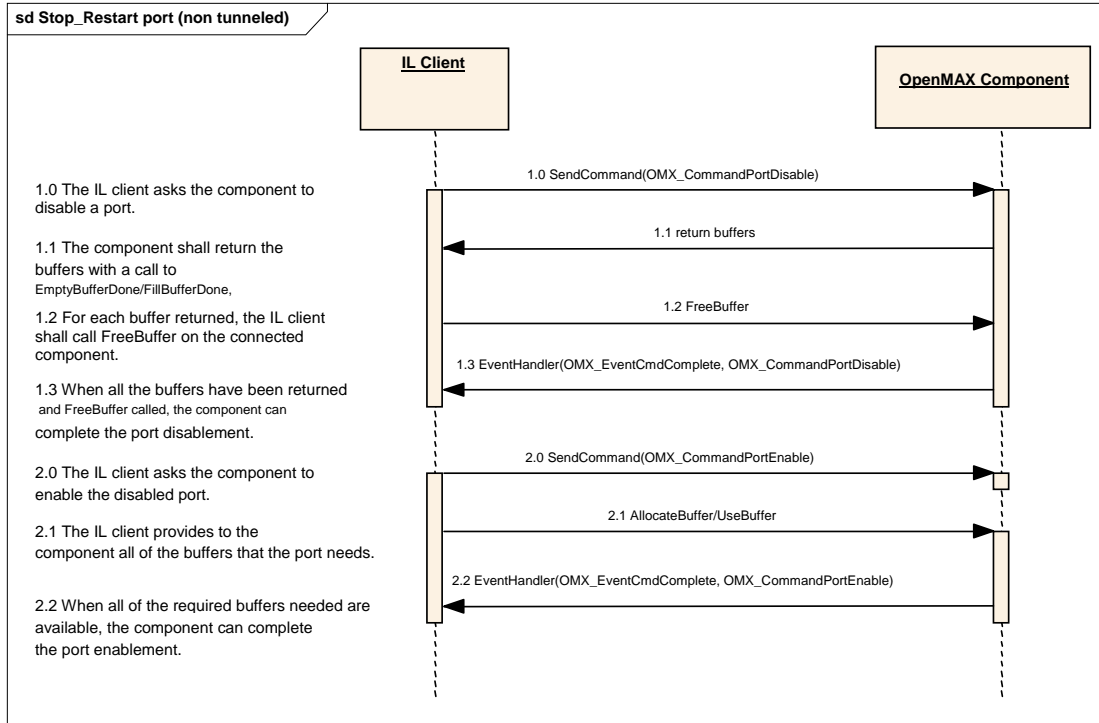 sd Stop_Restart port (non tunneled)
IL Client
OpenMAX Component
1.0 The IL client asks the component to
disable a port.
1.0 SendCommand(OMX_CommandPortDisable)
1.1 The component shall return the
buffers with a call to
EmptyBufferDone/FillBufferDone,
1.1 return buffers
1.2 For each buffer returned, the IL client
shall call FreeBuffer on the connected
component.
1.2 FreeBuffer
1.3 When all the buffers have been returned
and FreeBuffer called, the component can
complete the port disablement.
1.3 EventHandler(OMX_EventCmdComplete, OMX_CommandPortDisable)
2.0 The IL client asks the component to
enable the disabled port.
2.0 SendCommand(OMX_CommandPortEnable)
2.1 The IL client provides to the
component all of the buffers that the port needs.
2.1 AllocateBuffer/UseBuffer
2.2 When all of the required buffers needed are
available, the component can complete
the port enablement.
2.2 EventHandler(OMX_EventCmdComplete, OMX_CommandPortEnable)